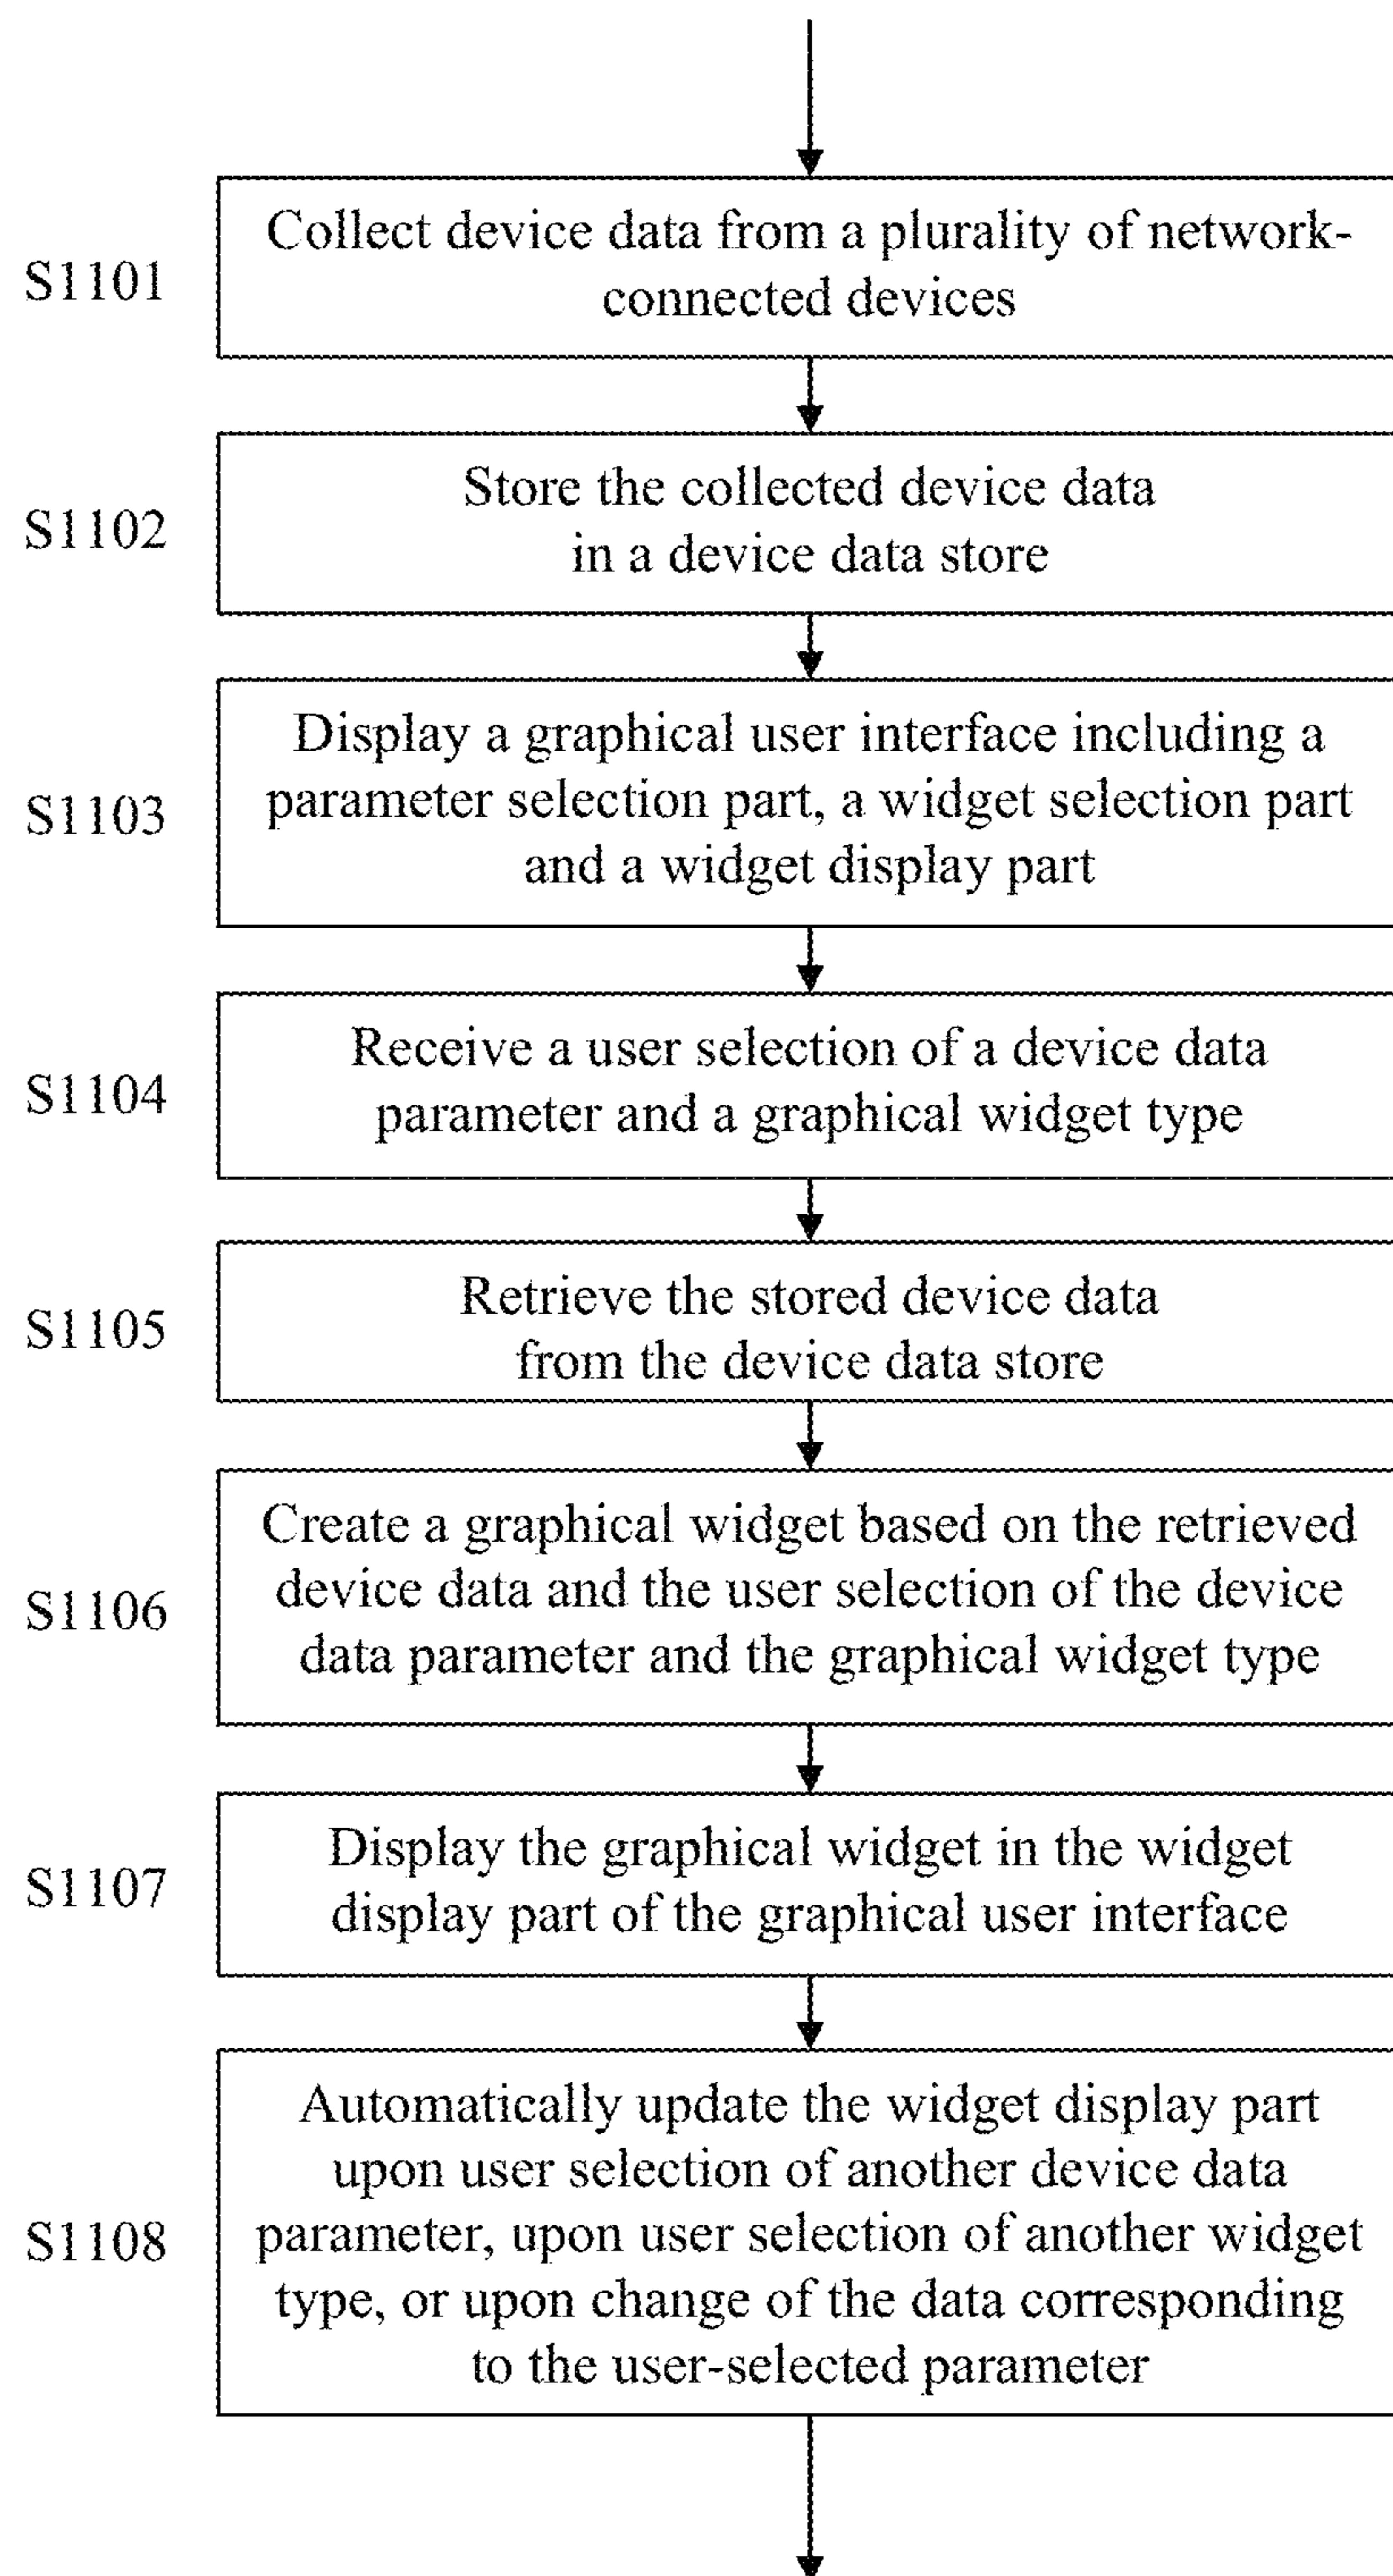 S1101
Collect device data from a plurality of network-
connected devices
S1102
Store the collected device data
in a device data store
S1103
Display a graphical user interface including a
parameter selection part, a widget selection part
and a widget display part
S1104
Receive a user selection of a device data
parameter and a graphical widget type
S1105
Retrieve the stored device data
from the device data store
S1106
Create a graphical widget based on the retrieved
device data and the user selection of the device
data parameter and the graphical widget type
S1107
Display the graphical widget in the widget
display part of the graphical user interface
S1108
Automatically update the widget display part
upon user selection of another device data
parameter, upon user selection of another widget
type, or upon change of the data corresponding
to the user-selected parameter